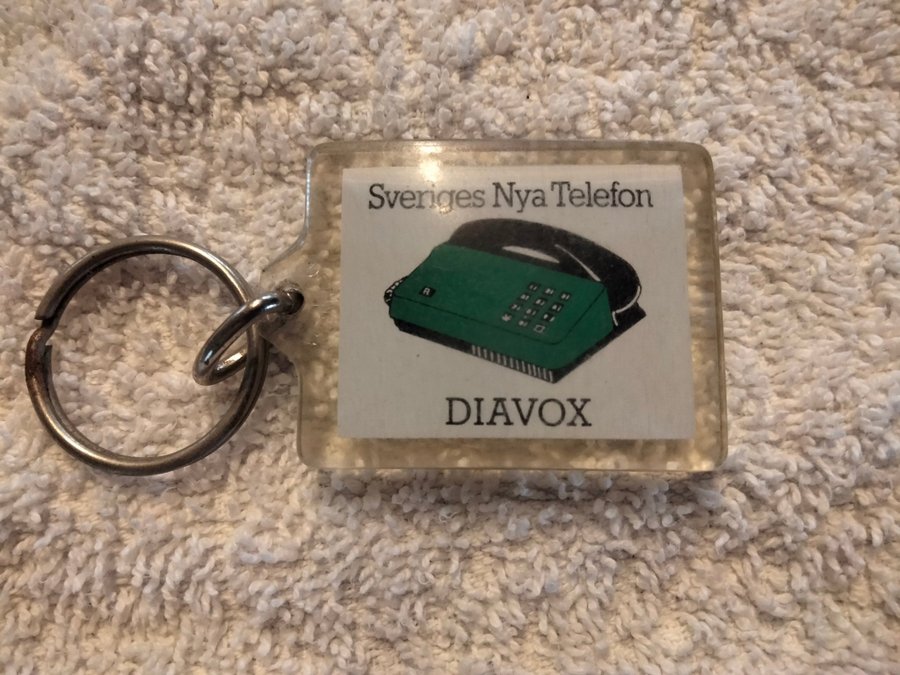 Sveriges Nya Telefon
R
DIAVOX